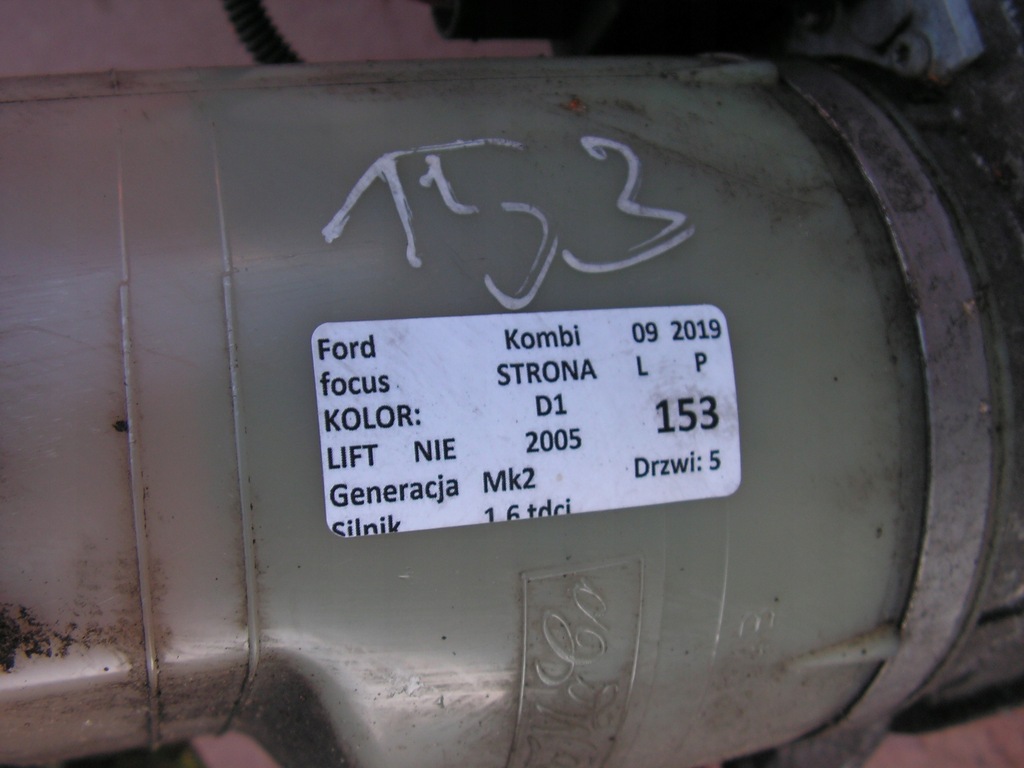 153
Ford Kombi 09 2019
focus STRONA L P
KOLOR: D1 153
LIFT NIE 2005
Generacja Mk2 Drzwi: 5
Silnik 1.6 tdci